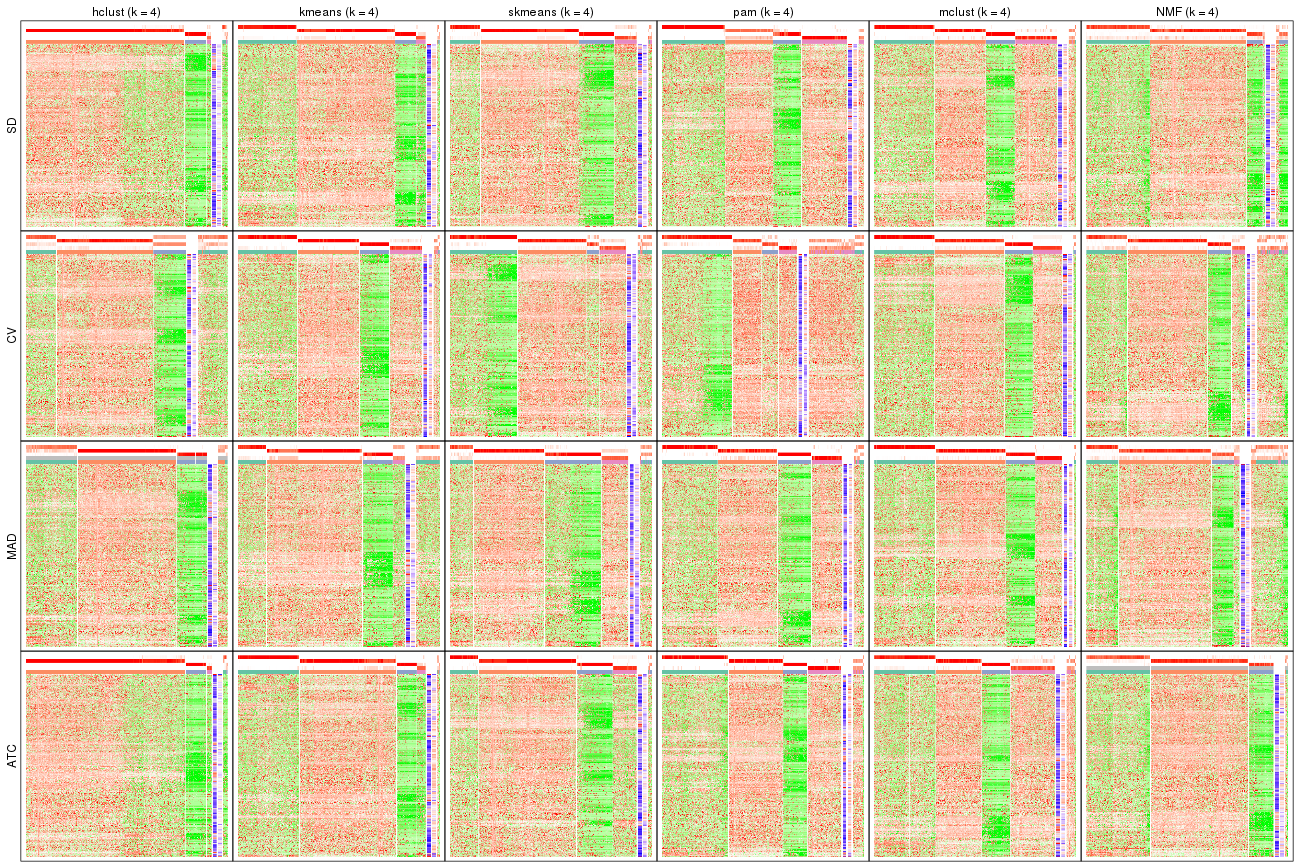 hclust (k = 4) kmeans (k = 4) skmeans (k = 4) pam (k = 4) mclust (k = 4) NMF (k = 4)
SD
CV
MAD
ATC